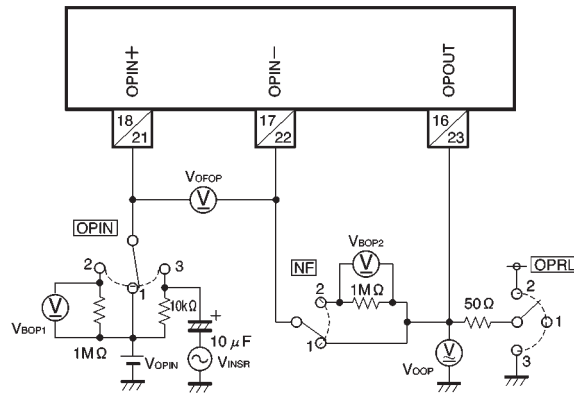 OPIN+
OPIN−
OPOUT
18
21
17
22
16
23
VOFOP
OPIN
2
3
1
VBOP1
1MΩ
10kΩ
+
10μF
VOPIN
VINSR
NF
VBOP2
2
1MΩ
1
50Ω
VOOP
OPRL
2
1
3
V
V
V
V